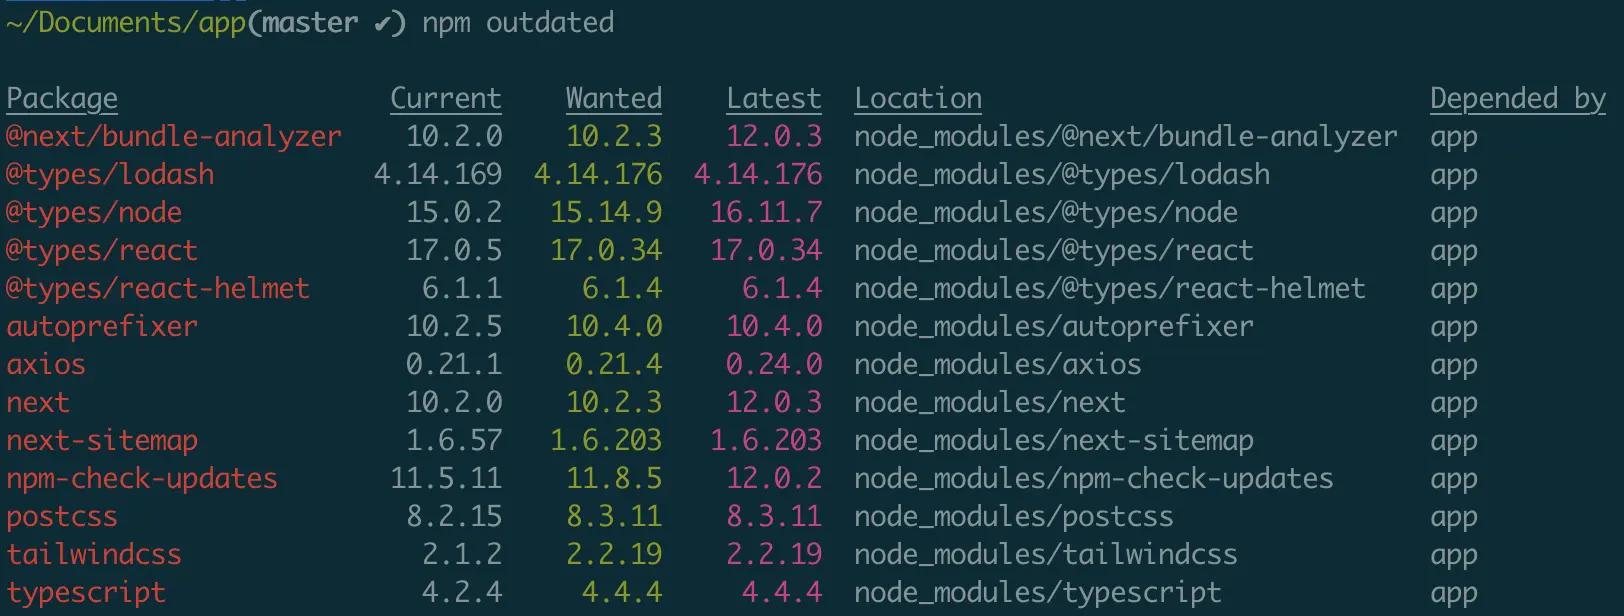 ~/Documents/app(master ✔) npm outdated
Package Current Wanted Latest Location Depended by
@next/bundle-analyzer 10.2.0 10.2.3 12.0.3 node_modules/@next/bundle-analyzer app
@types/lodash 4.14.169 4.14.176 4.14.176 node_modules/@types/lodash app
@types/node 15.0.2 15.14.9 16.11.7 node_modules/@types/node app
@types/react 17.0.5 17.0.34 17.0.34 node_modules/@types/react app
@types/react-helmet 6.1.1 6.1.4 6.1.4 node_modules/@types/react-helmet app
autoprefixer 10.2.5 10.4.0 10.4.0 node_modules/autoprefixer app
axios 0.21.1 0.21.4 0.24.0 node_modules/axios app
next 10.2.0 10.2.3 12.0.3 node_modules/next app
next-sitemap 1.6.57 1.6.203 1.6.203 node_modules/next-sitemap app
npm-check-updates 11.5.11 11.8.5 12.0.2 node_modules/npm-check-updates app
postcss 8.2.15 8.3.11 8.3.11 node_modules/postcss app
tailwindcss 2.1.2 2.2.19 2.2.19 node_modules/tailwindcss app
typescript 4.2.4 4.4.4 4.4.4 node_modules/typescript app